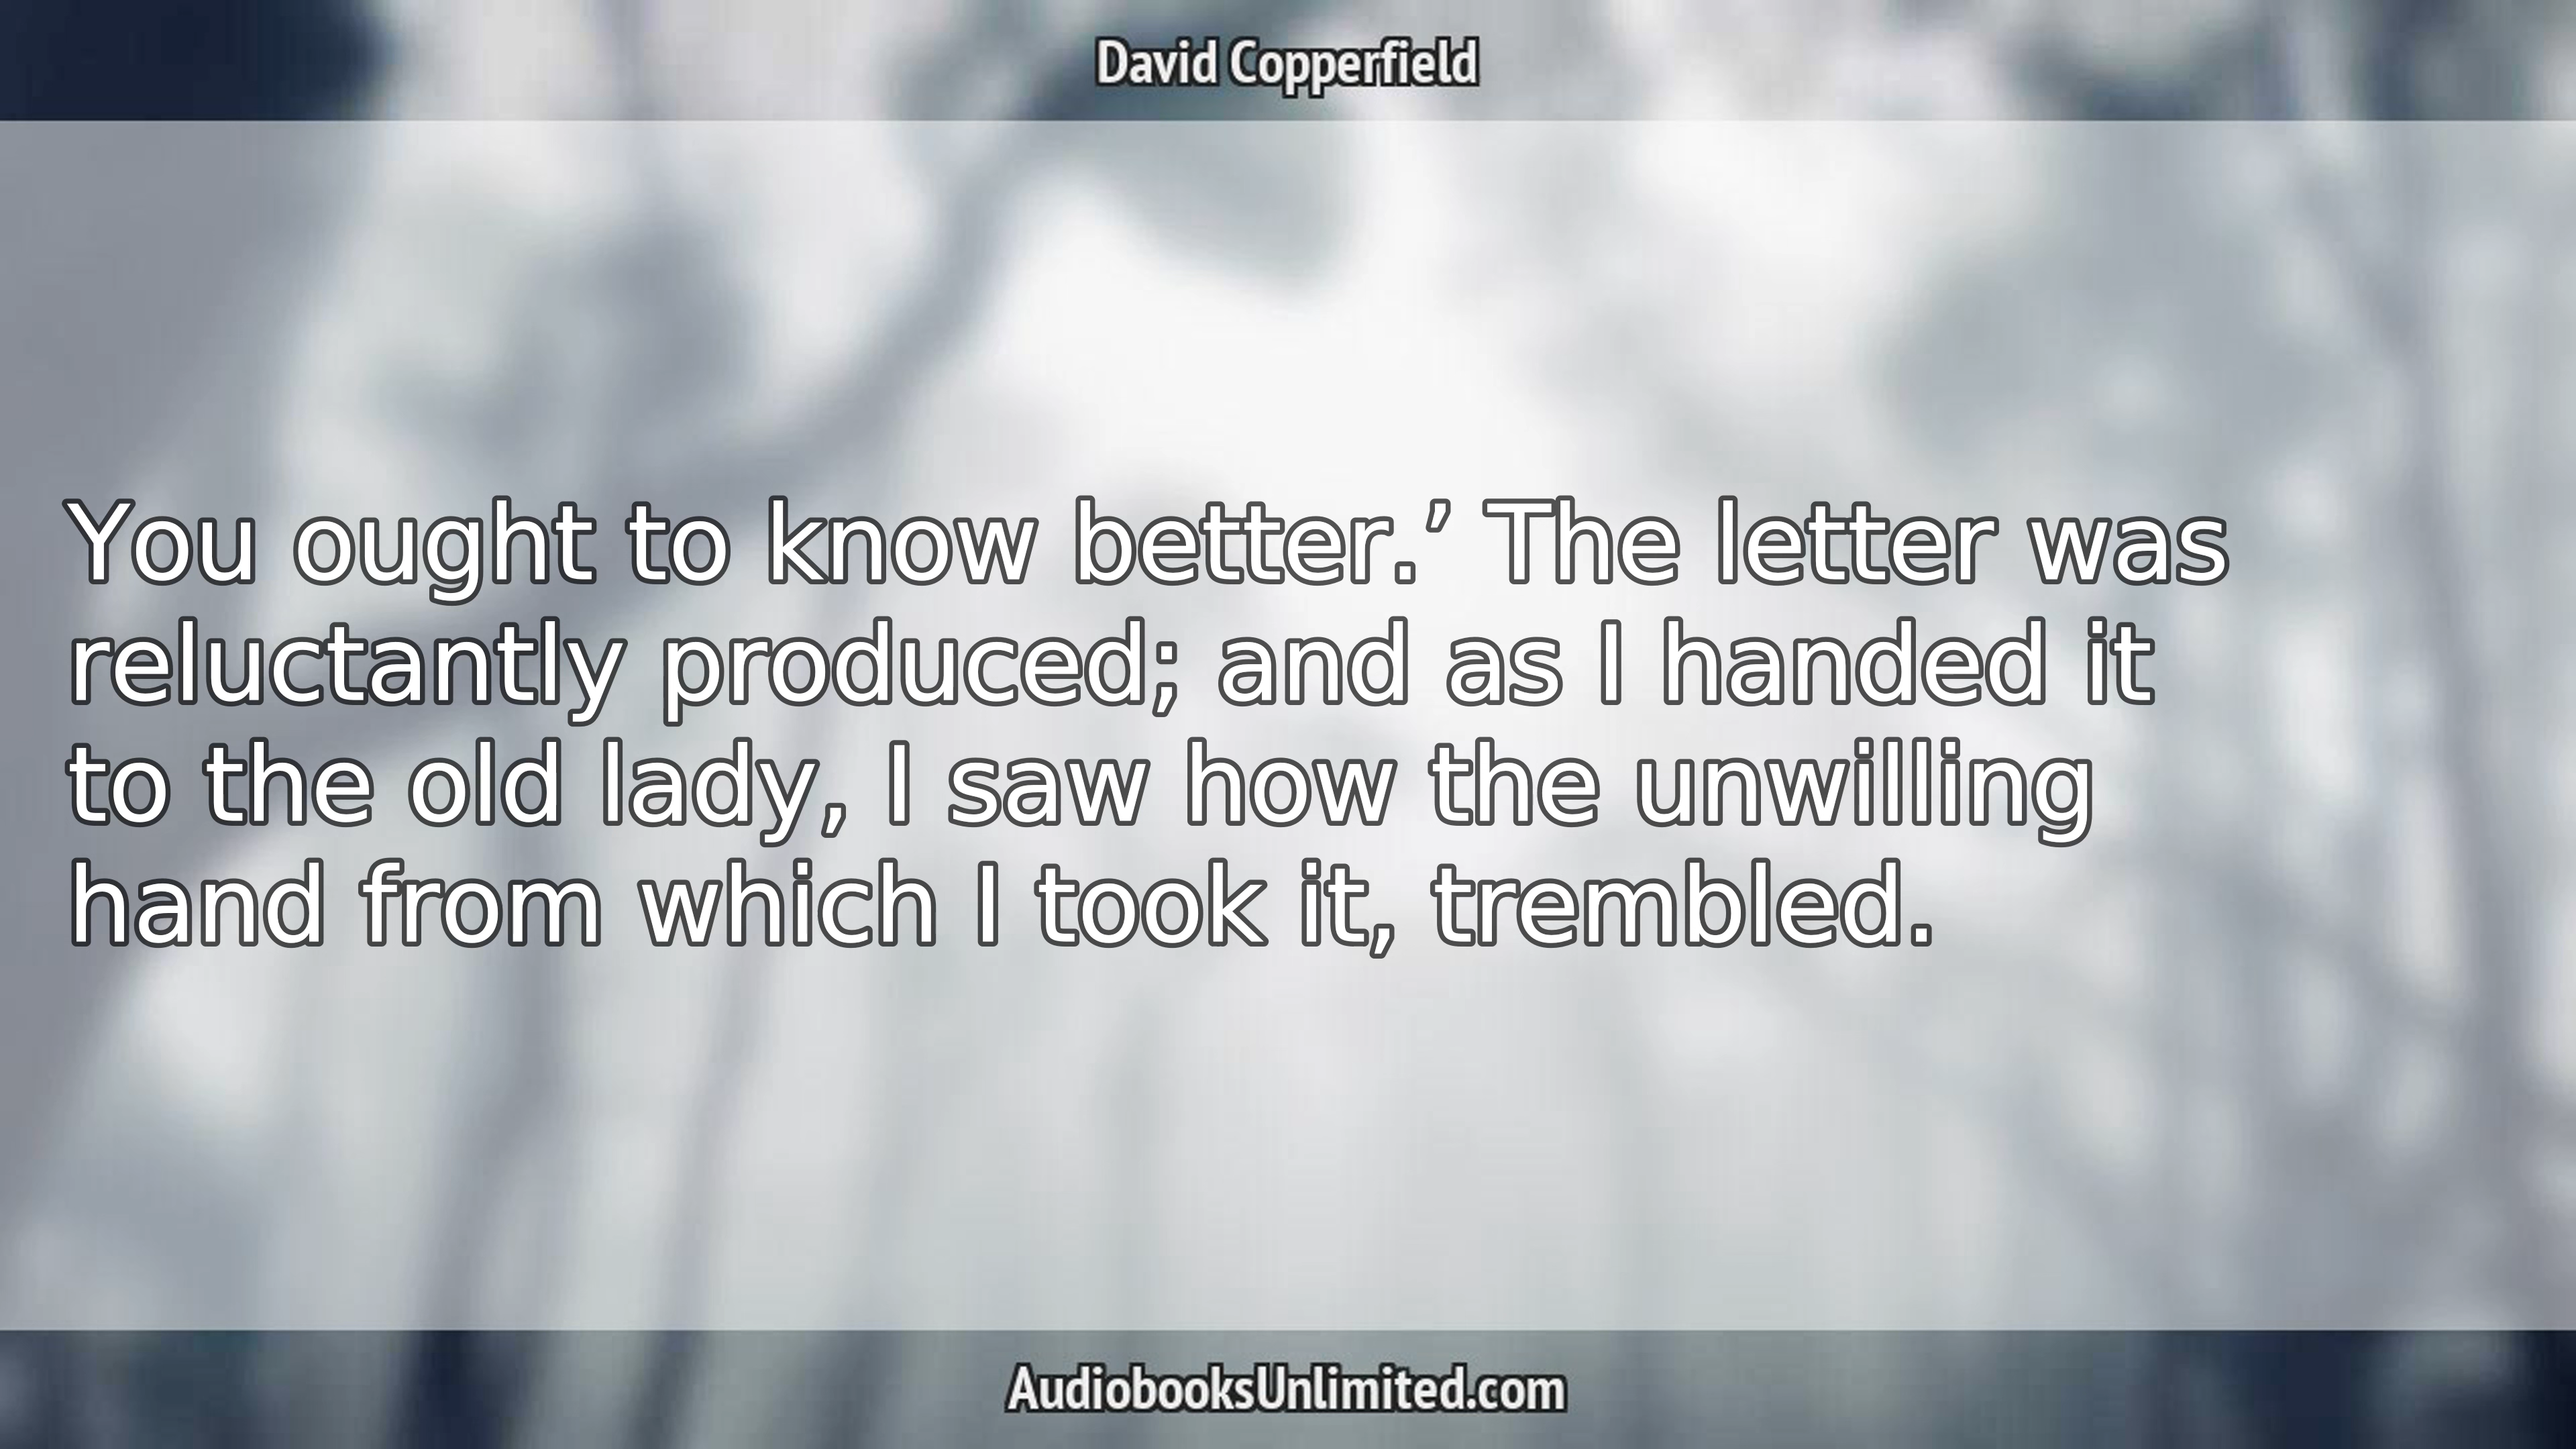 David Copperfield
You ought to know better.’ The letter was
reluctantly produced; and as I handed it
to the old lady, I saw how the unwilling
hand from which I took it, trembled.
AudiobooksUnlimited.com